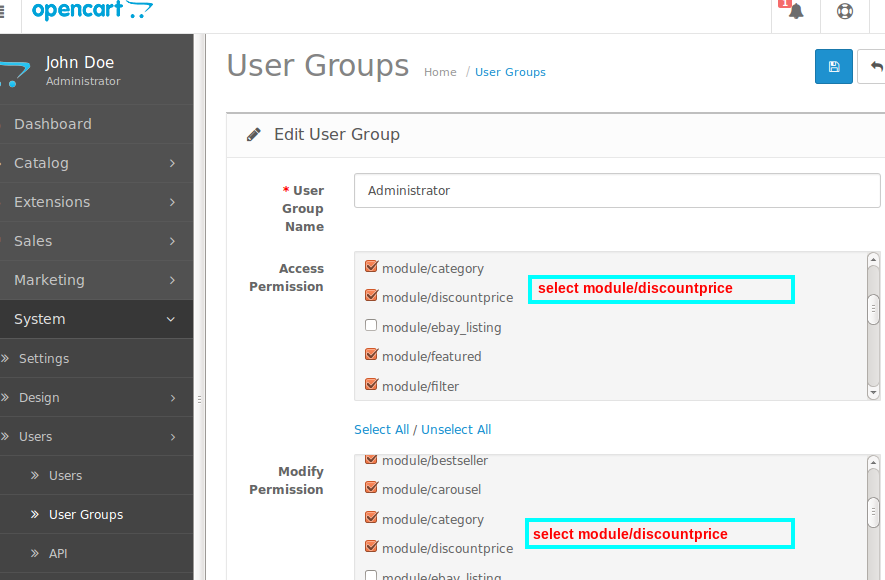 opencart
1
John Doe
Administrator
User Groups
Home / User Groups
Dashboard
Catalog
Extensions
Sales
Marketing
System
Settings
Design
Users
Users
User Groups
API
Edit User Group
* User
Group
Name
Administrator
Access
Permission
module/category
module/discountprice
select module/discountprice
module/ebay_listing
module/featured
module/filter
Select All / Unselect All
Modify
Permission
module/bestseller
module/carousel
module/category
module/discountprice
select module/discountprice
module/ebay_listing